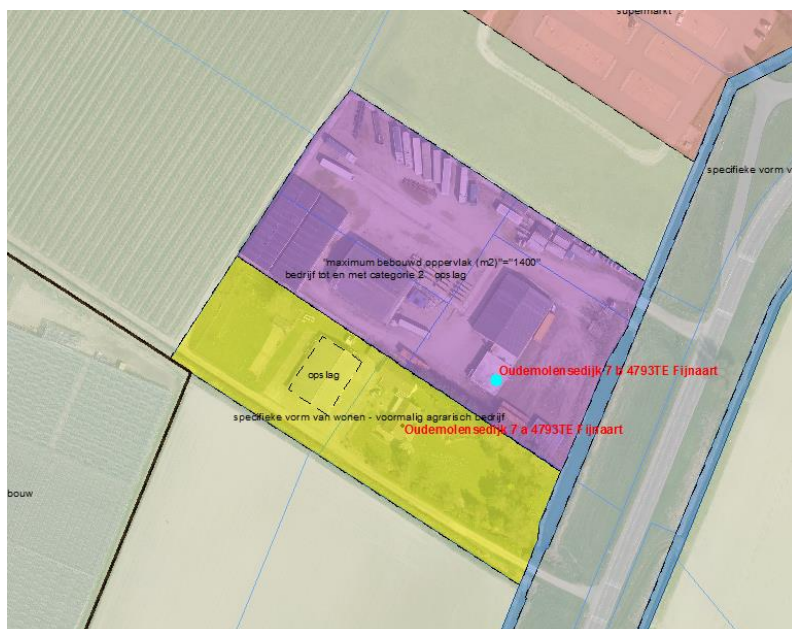 supermarkt
specifieke vorm v
"maximum bebouwd oppervlak (m2)"="1400"
bedrijf tot en met categorie 2 opslag
Oudemolensedijk 7 b 4793TE Fijnaart
opslag
specifieke vorm van wonen - voormalig agrarisch bedrijf
Oudemolensedijk 7 a 4793TE Fijnaart
bouw